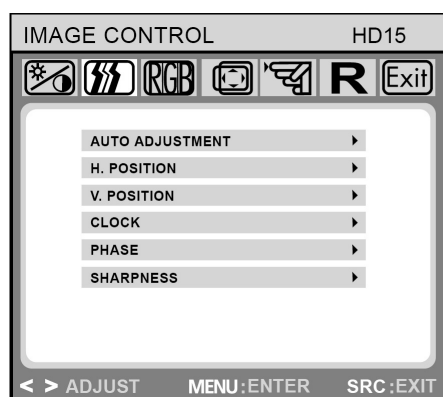 IMAGE CONTROL HD15
RGB R Exit
AUTO ADJUSTMENT
H. POSITION
V. POSITION
CLOCK
PHASE
SHARPNESS
< > ADJUST MENU:ENTER SRC:EXIT